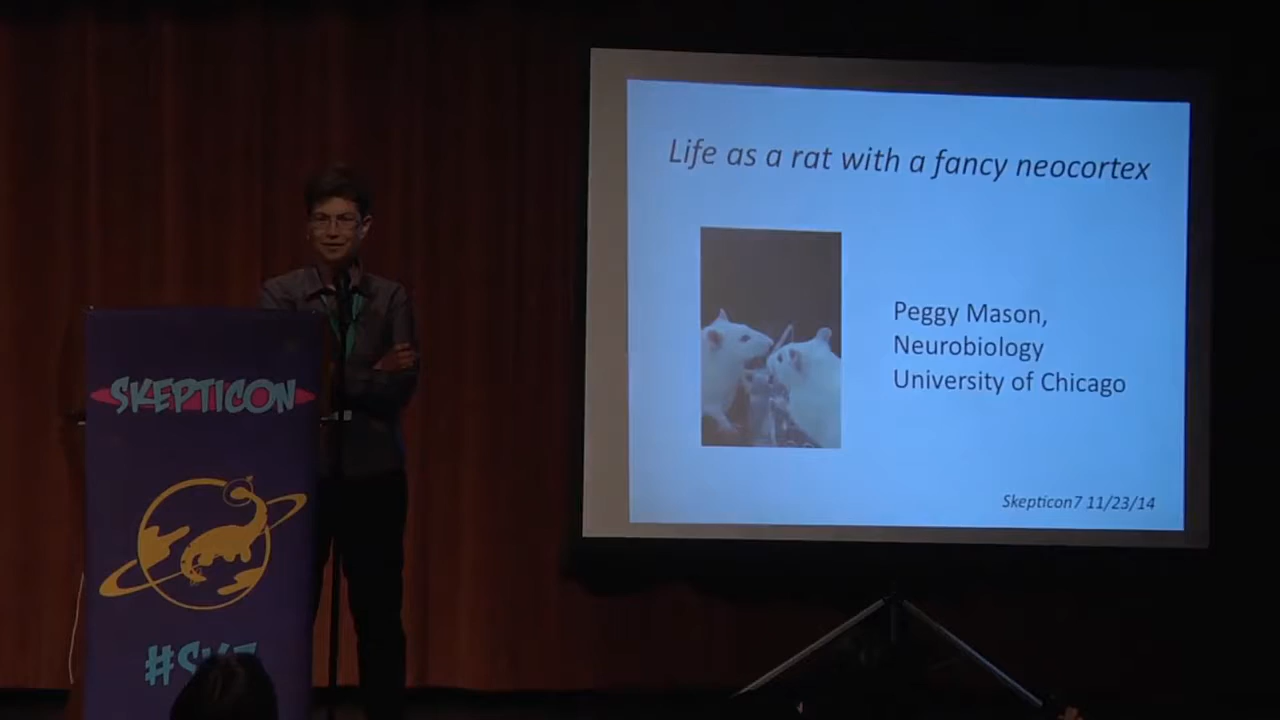 Life as a rat with a fancy neocortex
Peggy Mason,
Neurobiology
University of Chicago
Skepticon7 11/23/14
SKEPTICON